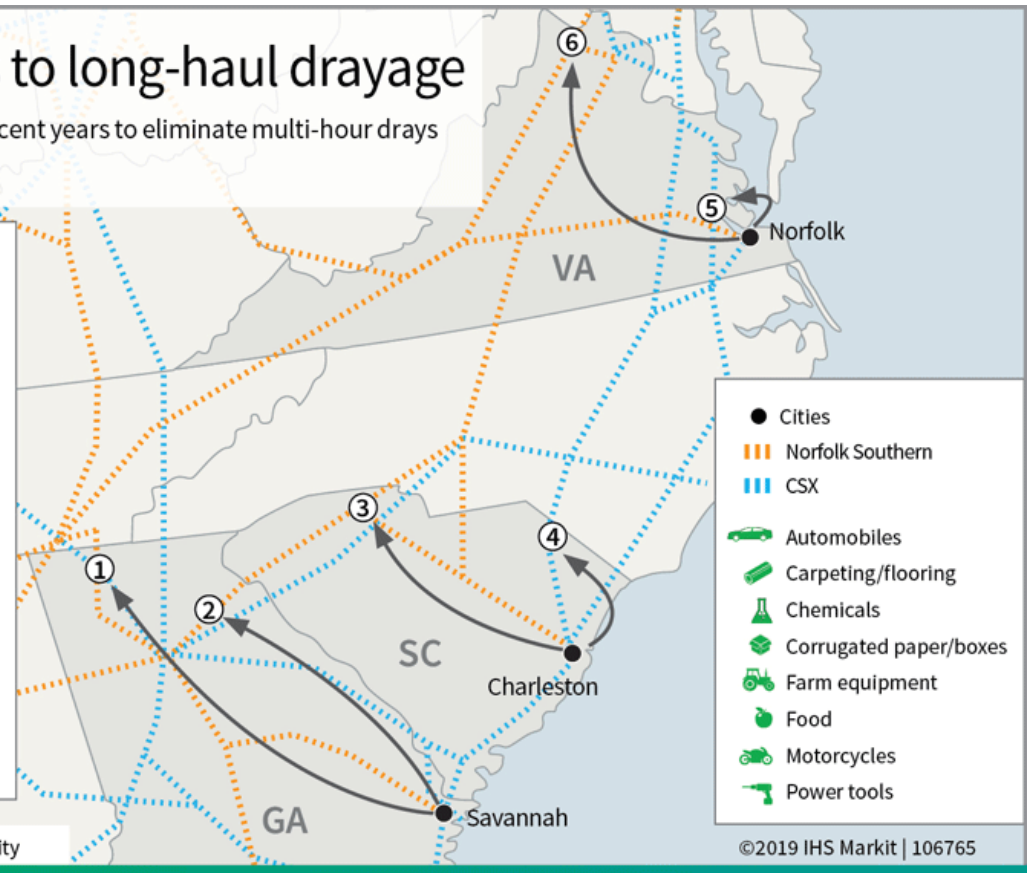 to long-haul drayage
cent years to eliminate multi-hour drays
6
5
Norfolk
VA
Cities
Norfolk Southern
CSX
Automobiles
Carpeting/flooring
Chemicals
Corrugated paper/boxes
Farm equipment
Food
Motorcycles
Power tools
3
4
1
2
SC
Charleston
GA
Savannah
ity
©2019 IHS Markit | 106765